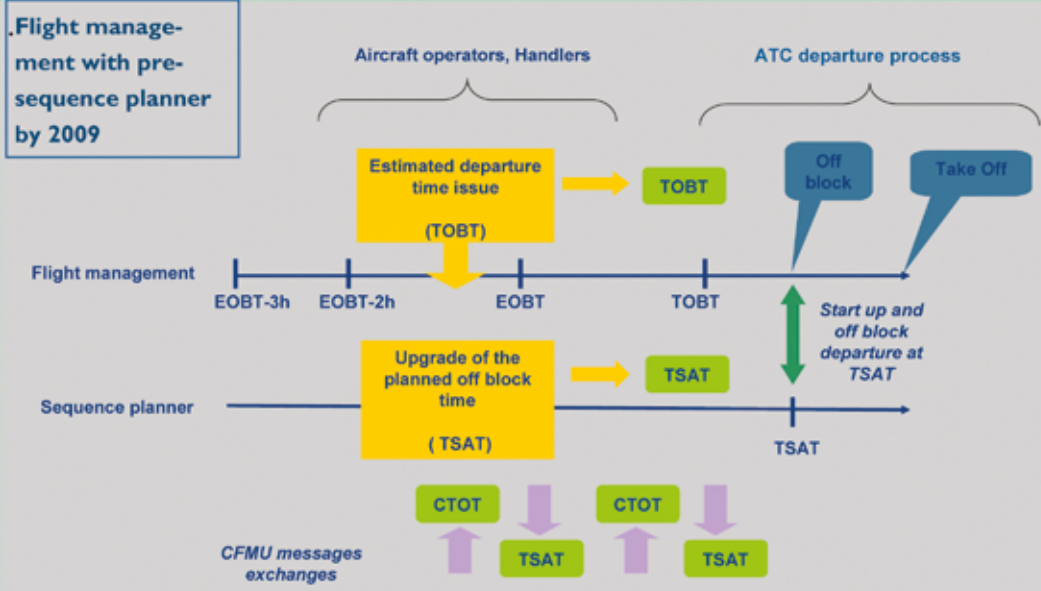 .Flight manage-
ment with pre-
sequence planner
by 2009
Aircraft operators, Handlers
ATC departure process
Estimated departure
time issue
(TOBT)
TOBT
Off
block
Take Off
Flight management
EOBT-3h
EOBT-2h
EOBT
TOBT
Start up and
off block
departure at
TSAT
Upgrade of the
planned off block
time
( TSAT)
TSAT
Sequence planner
TSAT
CTOT
CTOT
CFMU messages
exchanges
TSAT
TSAT